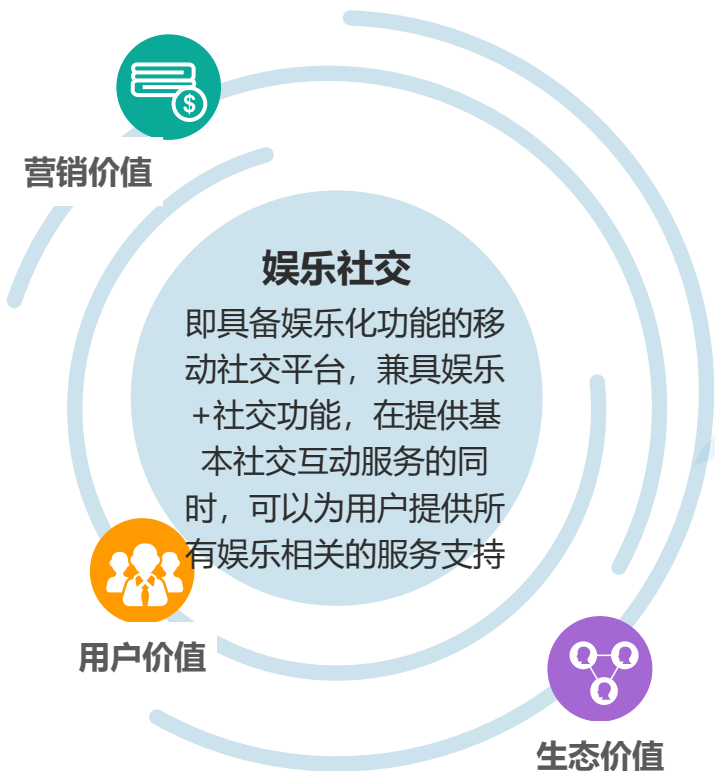 营销价值
娱乐社交
即具备娱乐化功能的移
动社交平台，兼具娱乐
+社交功能，在提供基
本社交互动服务的同
时，可以为用户提供所
有娱乐相关的服务支持
$
用户价值
生态价值